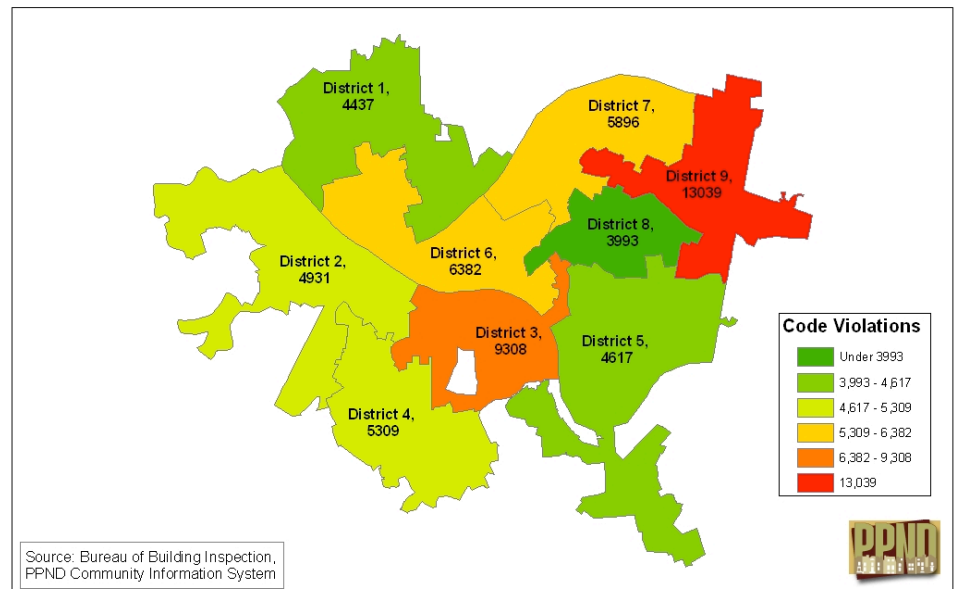 District 1,
4437
District 7,
5896
District 9,
13039
District 8,
3993
District 6,
6382
District 2,
4931
District 3,
9308
District 5,
4617
District 4,
5309
Code Violations
Under 3993
3,993 - 4,617
4,617 - 5,309
5,309 - 6,382
6,382 - 9,308
13,039
Source: Bureau of Building Inspection,
PPND Community Information System
PPND